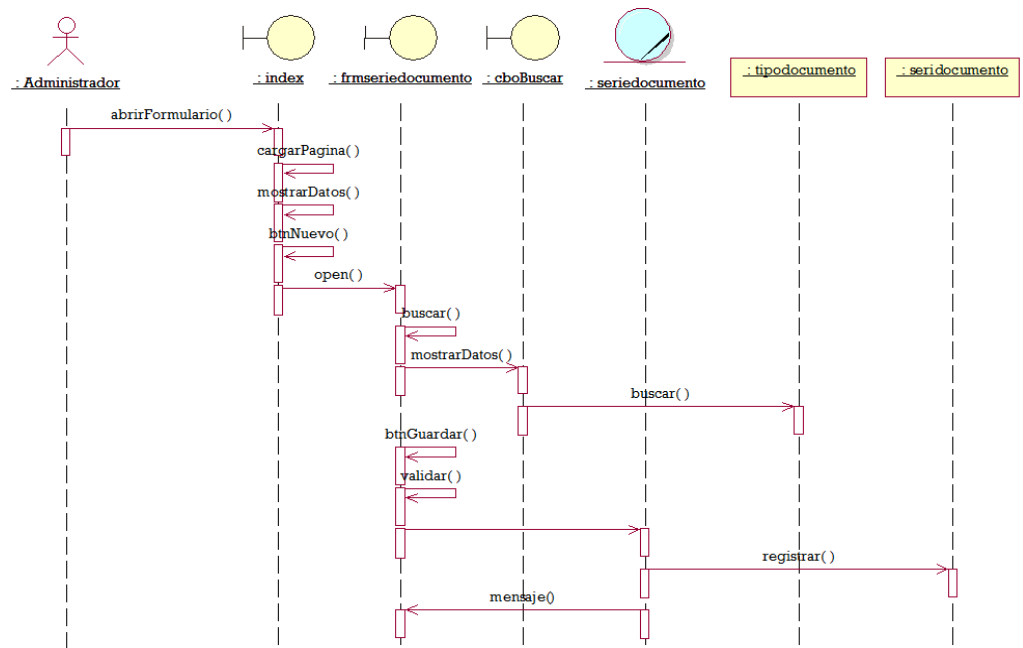 : Administrador
: index
: frmseriedocumento
: cboBuscar
: seriedocumento
: tipodocumento
: seridocumento
abrirFormulario( )
cargarPagina( )
mostrarDatos( )
btnNuevo( )
open( )
buscar( )
mostrarDatos( )
buscar( )
btnGuardar( )
validar( )
registrar( )
mensaje()